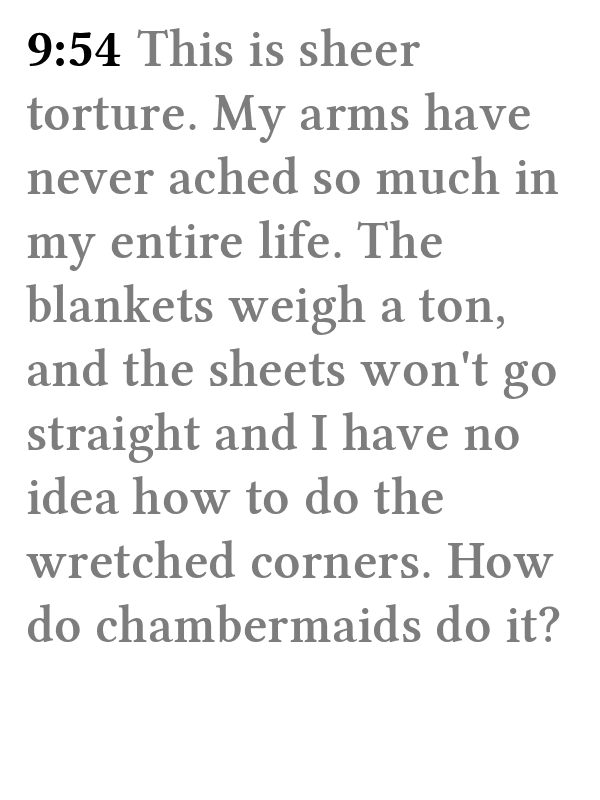 9:54 This is sheer
torture. My arms have
never ached so much in
my entire life. The
blankets weigh a ton,
and the sheets won't go
straight and I have no
idea how to do the
wretched corners. How
do chambermaids do it?